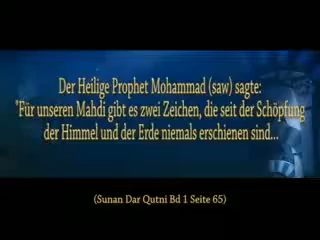 Der Heilige Prophet Mohammad (saw) sagte:
"Für unseren Mahdi gibt es zwei Zeichen, die seit der Schöpfung
der Himmel und der Erde niemals erschienen sind...
(Sunan Dar Qutni Bd 1 Seite 65)